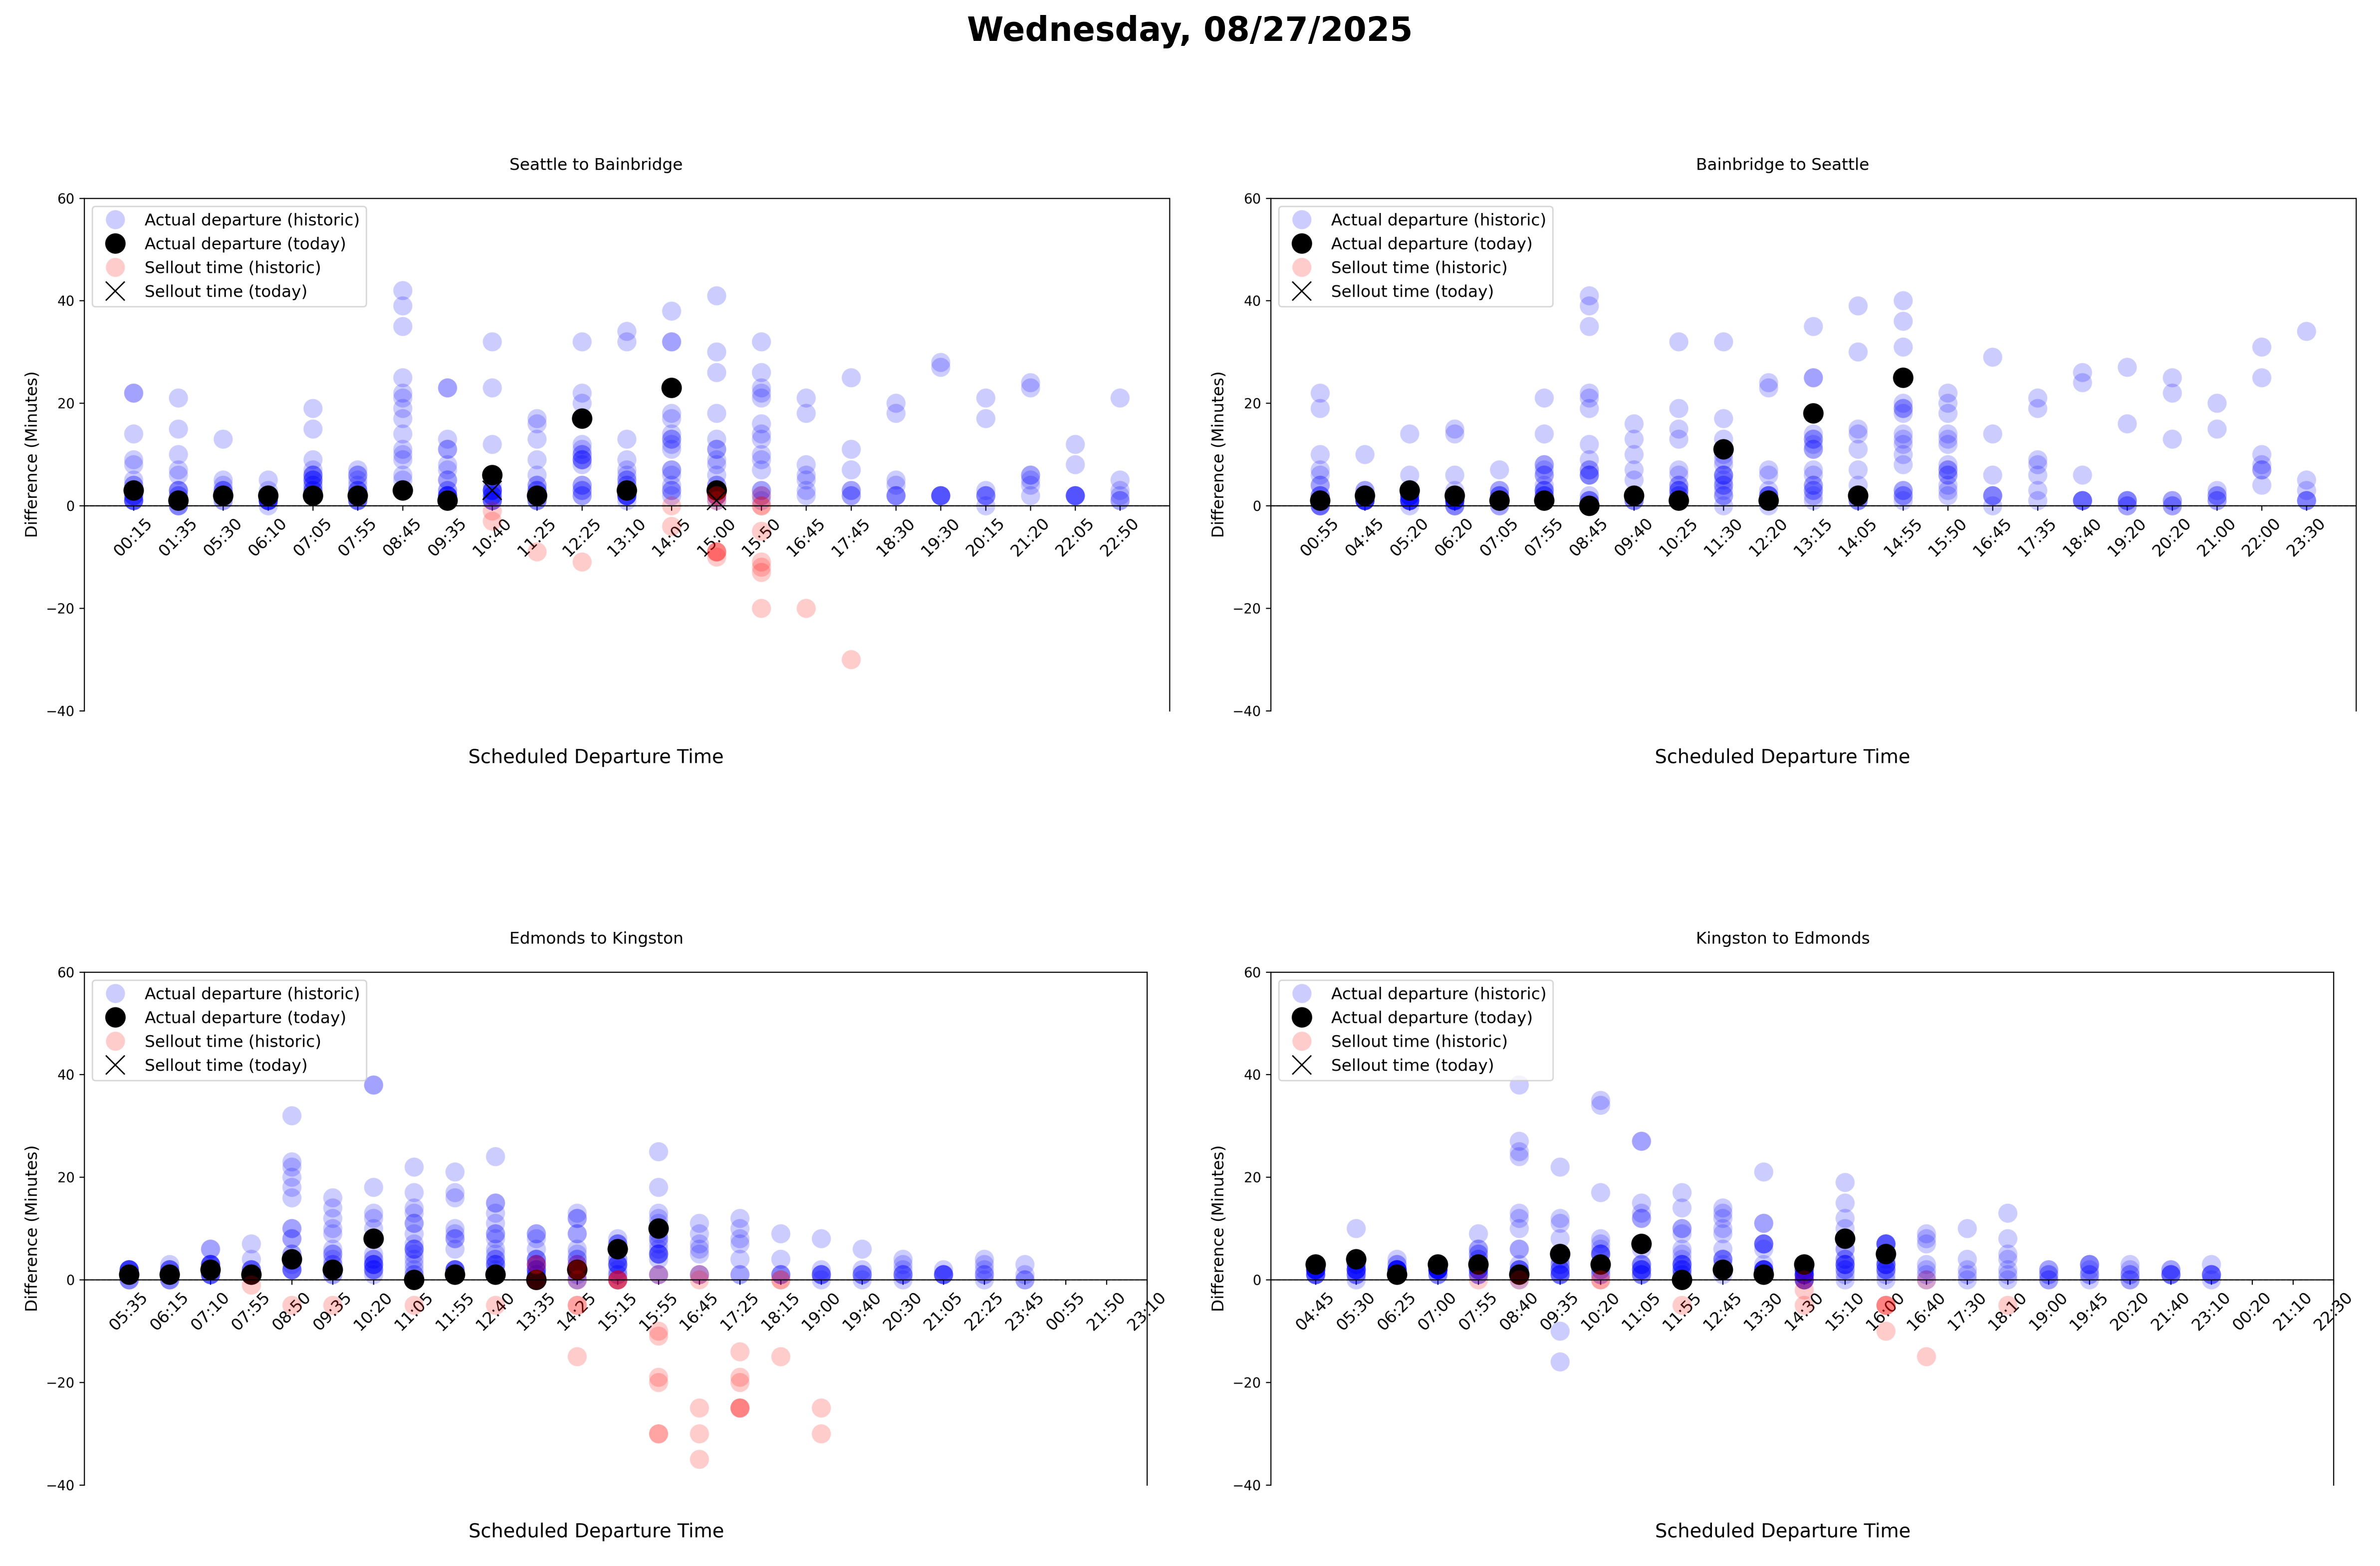 Wednesday, 08/27/2025
Seattle to Bainbridge
60
40
20
0
−20
−40
Difference (Minutes)
Actual departure (historic)
Actual departure (today)
Sellout time (historic)
Sellout time (today)
00:15 01:35 05:30 06:10 07:05 07:55 08:45 09:35 10:40 11:25 12:25 13:10 14:05 15:00 15:50 16:45 17:45 18:30 19:30 20:15 21:20 22:05 22:50
Scheduled Departure Time
Bainbridge to Seattle
60
40
20
0
−20
−40
Difference (Minutes)
Actual departure (historic)
Actual departure (today)
Sellout time (historic)
Sellout time (today)
00:55 04:45 05:20 06:20 07:05 07:55 08:45 09:40 10:25 11:30 12:20 13:15 14:05 14:55 15:50 16:45 17:35 18:40 19:20 20:20 21:00 22:00 23:30
Scheduled Departure Time
Edmonds to Kingston
60
40
20
0
−20
−40
Difference (Minutes)
Actual departure (historic)
Actual departure (today)
Sellout time (historic)
Sellout time (today)
05:35 06:15 07:10 07:55 08:50 09:35 10:20 11:05 11:55 12:40 13:35 14:25 15:15 15:55 16:45 17:25 18:15 19:00 19:40 20:30 21:05 22:25 23:45 00:55 21:50 23:10
Scheduled Departure Time
Kingston to Edmonds
60
40
20
0
−20
−40
Difference (Minutes)
Actual departure (historic)
Actual departure (today)
Sellout time (historic)
Sellout time (today)
04:45 05:30 06:25 07:00 07:55 08:40 09:35 10:20 11:05 11:55 12:45 13:30 14:30 15:10 16:00 16:40 17:30 18:10 19:00 19:45 20:20 21:40 23:10 00:20 21:10 22:30
Scheduled Departure Time